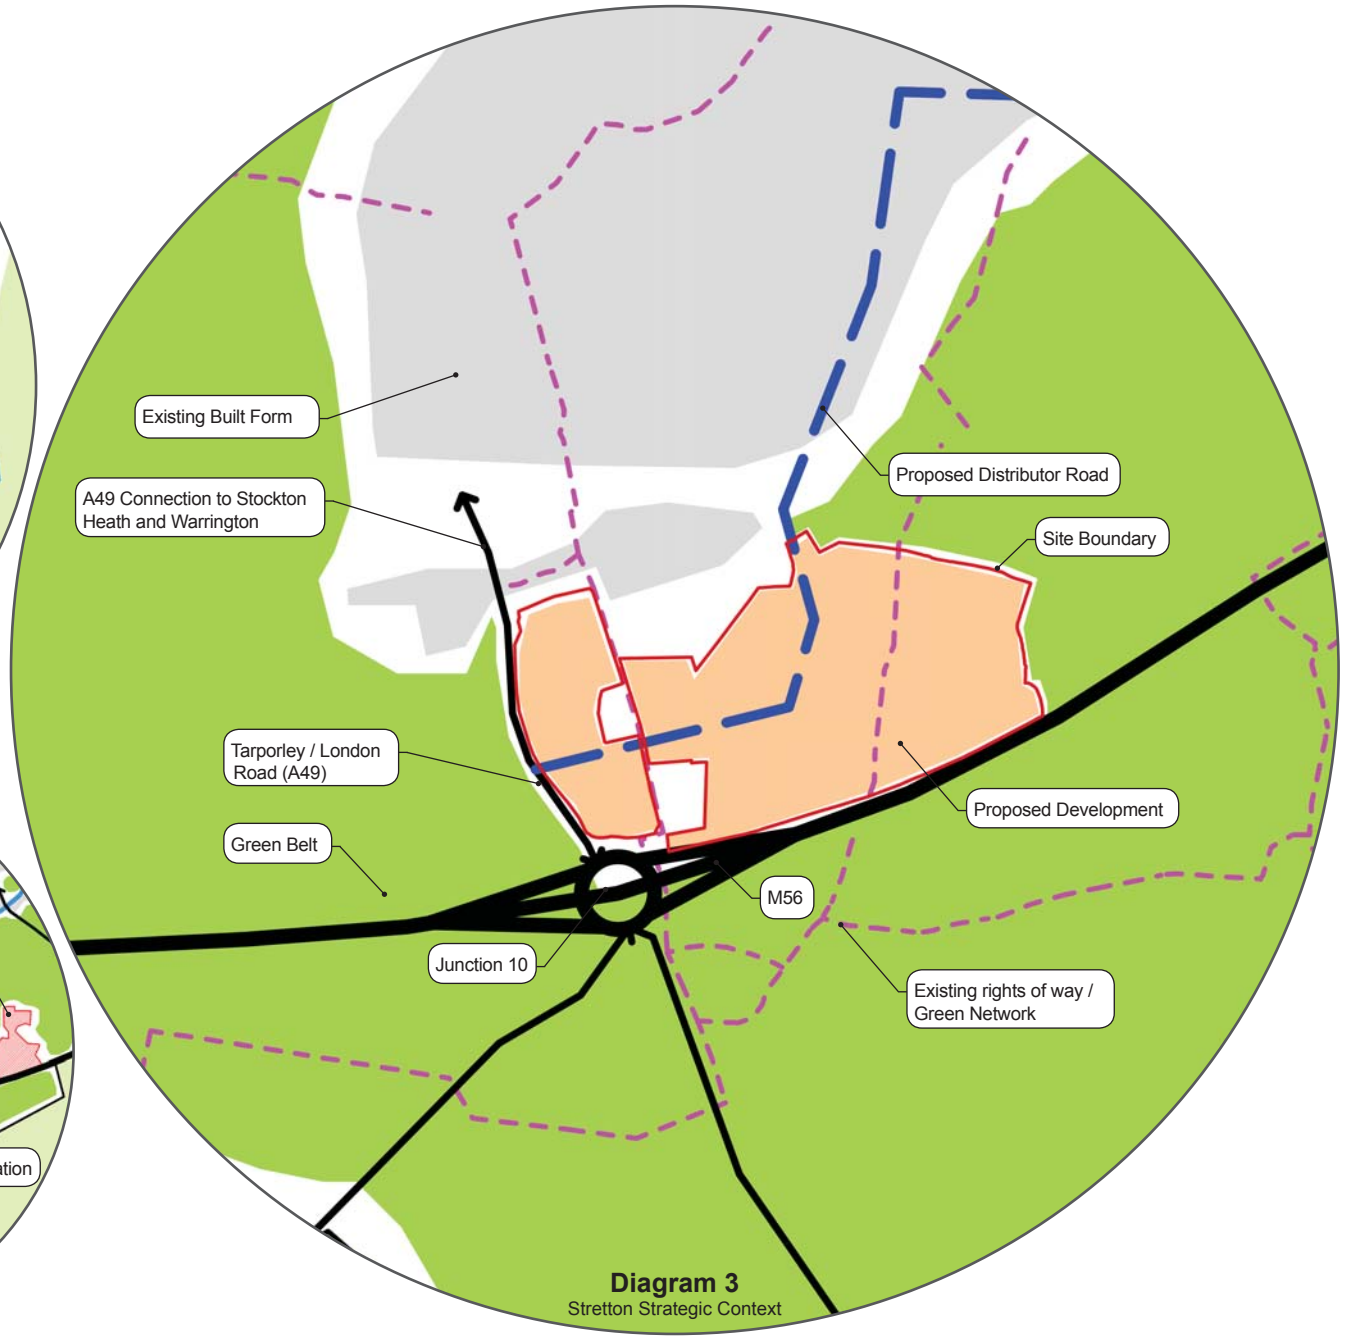 Existing Built Form
A49 Connection to Stockton
Heath and Warrington
Proposed Distributor Road
Site Boundary
Tarporley / London
Road (A49)
Proposed Development
Green Belt
M56
Junction 10
Existing rights of way /
Green Network
Diagram 3
Stretton Strategic Context